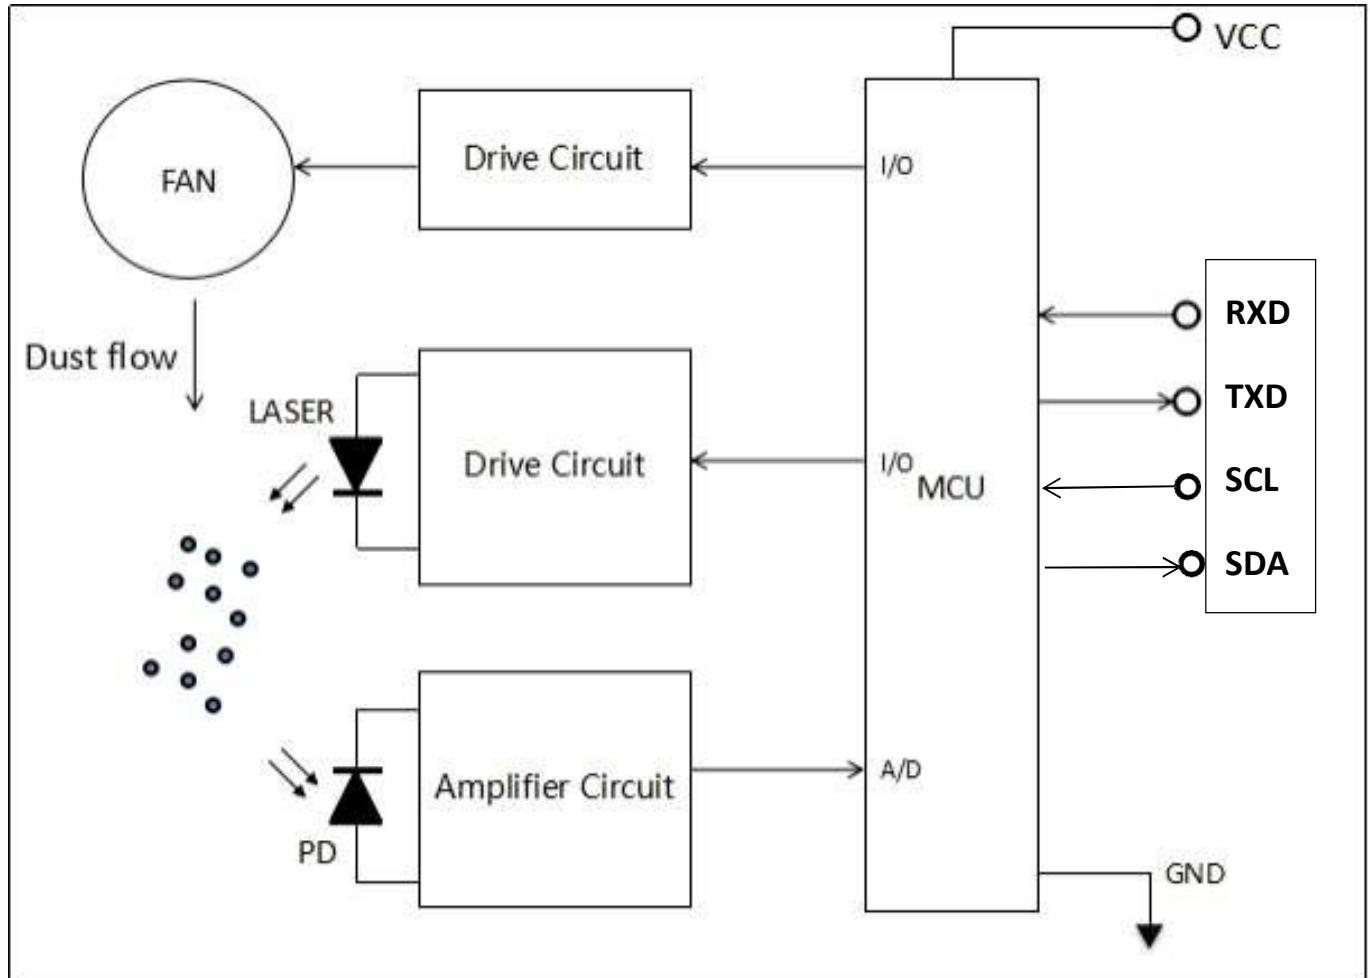 VCC
Drive Circuit
I/O
FAN
RXD
Dust flow
TXD
LASER
Drive Circuit
I/O
MCU
SCL
SDA
Amplifier Circuit
A/D
PD
GND